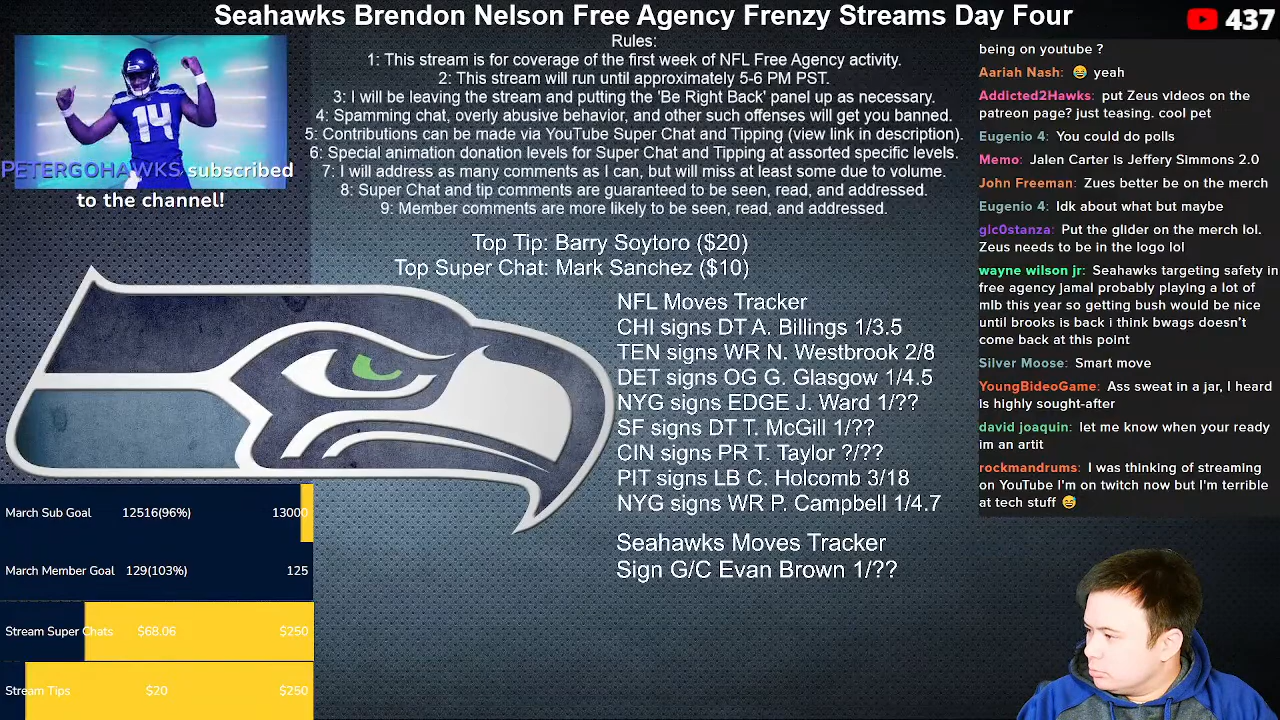 Seahawks Brendon Nelson Free Agency Frenzy Streams Day Four
437
Rules:
1: This stream is for coverage of the first week of NFL Free Agency activity.
2: This stream will run until approximately 5-6 PM PST.
3: I will be leaving the stream and putting the 'Be Right Back' panel up as necessary.
4: Spamming chat, overly abusive behavior, and other such offenses will get you banned.
5: Contributions can be made via YouTube Super Chat and Tipping (view link in description).
6: Special animation donation levels for Super Chat and Tipping at assorted specific levels.
7: I will address as many comments as I can, but will miss at least some due to volume.
8: Super Chat and tip comments are guaranteed to be seen, read, and addressed.
9: Member comments are more likely to be seen, read, and addressed.
14
PETERGOHAWKS subscribed
to the channel!
Top Tip: Barry Soytoro ($20)
Top Super Chat: Mark Sanchez ($10)
NFL Moves Tracker
CHI signs DT A. Billings 1/3.5
TEN signs WR N. Westbrook 2/8
DET signs OG G. Glasgow 1/4.5
NYG signs EDGE J. Ward 1/??
SF signs DT T. McGill 1/??
CIN signs PR T. Taylor ?/??
PIT signs LB C. Holcomb 3/18
NYG signs WR P. Campbell 1/4.7
Seahawks Moves Tracker
Sign G/C Evan Brown 1/??
March Sub Goal 12516(96%) 13000
March Member Goal 129(103%) 125
Stream Super Chats $68.06 $250
Stream Tips $20 $250
being on youtube ?
Aariah Nash: 😂 yeah
Addicted2Hawks: put Zeus videos on the
patreon page? just teasing. cool pet
Eugenio 4: You could do polls
Memo: Jalen Carter is Jeffery Simmons 2.0
John Freeman: Zues better be on the merch
Eugenio 4: Idk about what but maybe
glc0stanza: Put the glider on the merch lol.
Zeus needs to be in the logo lol
wayne wilson jr: Seahawks targeting safety in
free agency jamal probably playing a lot of
mlb this year so getting bush would be nice
until brooks is back i think bwags doesn't
come back at this point
Silver Moose: Smart move
YoungBideoGame: Ass sweat in a jar, I heard
is highly sought-after
david joaquin: let me know when your ready
im an artit
rockmandrums: I was thinking of streaming
on YouTube I'm on twitch now but I'm terrible
at tech stuff 😅